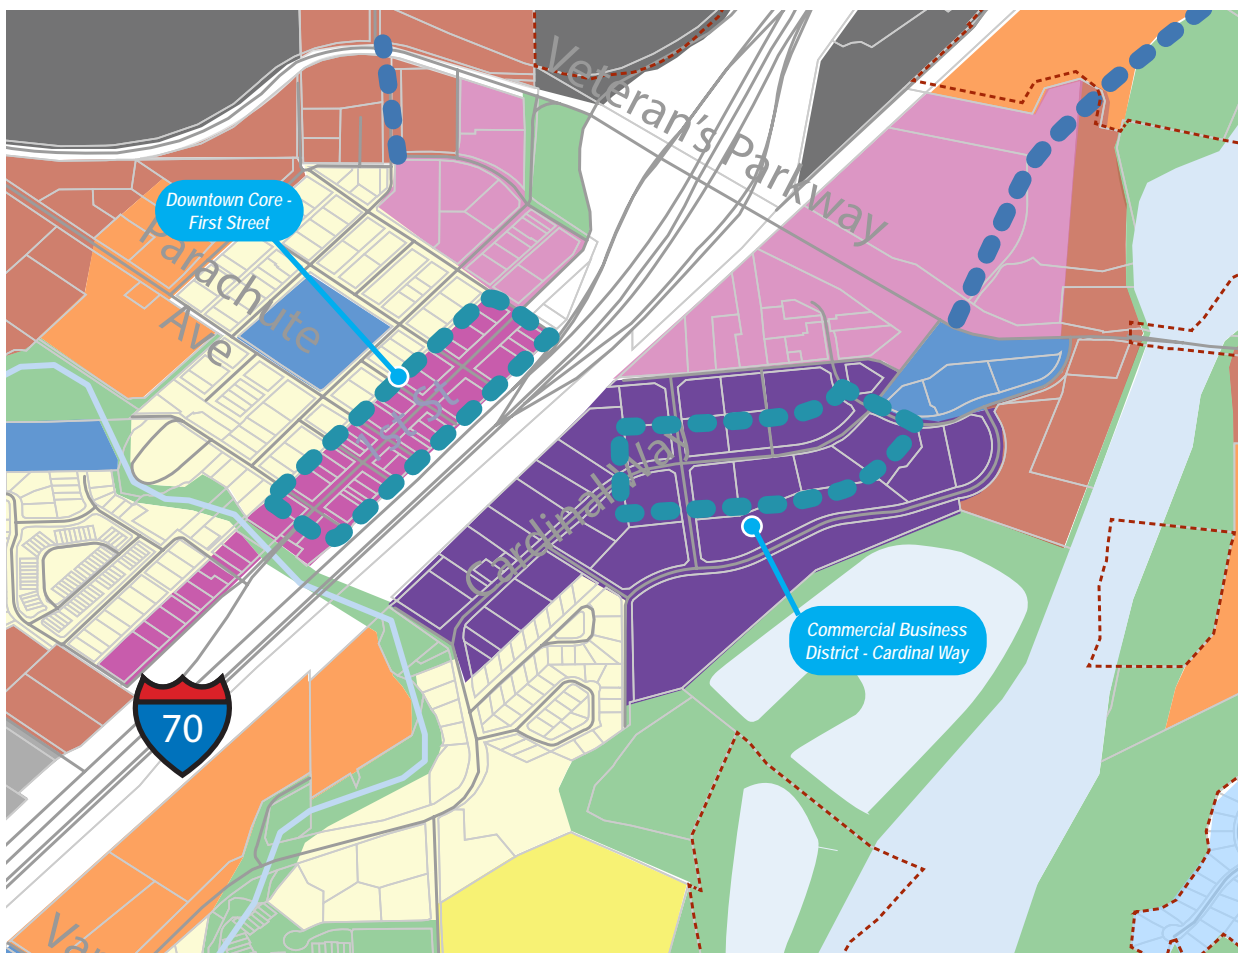 Veteran's Parkway
Downtown Core -
First Street
Parachute
Ave
1st St
Cardinal Way
Commercial Business
District - Cardinal Way
70